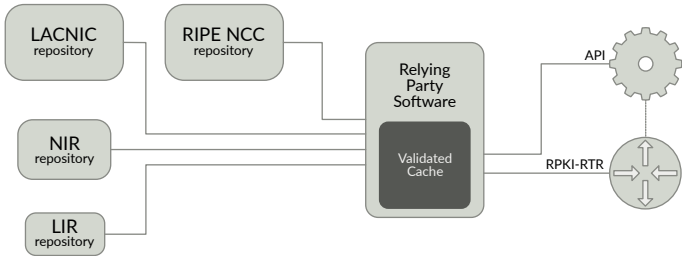 LACNIC
repository
RIPE NCC
repository
NIR
repository
LIR
repository
Relying
Party
Software
Validated
Cache
API
RPKI-RTR